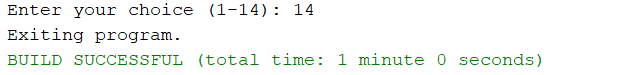 Enter your choice (1-14): 14
Exiting program.
BUILD SUCCESSFUL (total time: 1 minute 0 seconds)